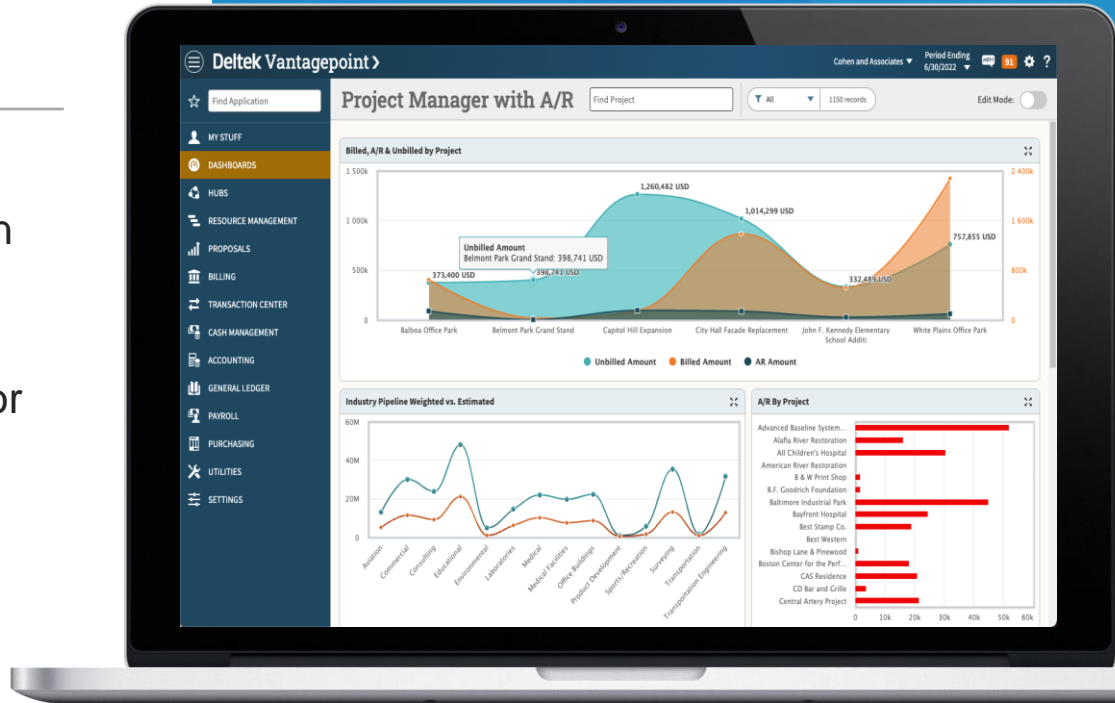 n
or
Deltek Vantagepoint >
Cohen and Associates
Period Ending
6/30/2022
91
?
Find Application
Project Manager with A/R
Find Project
All
1150 records
Edit Mode:
MY STUFF
DASHBOARDS
HUBS
RESOURCE MANAGEMENT
PROPOSALS
BILLING
TRANSACTION CENTER
CASH MANAGEMENT
ACCOUNTING
GENERAL LEDGER
PAYROLL
PURCHASING
UTILITIES
SETTINGS
Billed, A/R & Unbilled by Project
1 500k
1 000k
500k
0
2 400k
1 600k
800k
0
373,400 USD
398,741 USD
1,260,482 USD
1,014,299 USD
332,489 USD
757,855 USD
Unbilled Amount
Belmont Park Grand Stand: 398,741 USD
Balboa Office Park
Belmont Park Grand Stand
Capitol Hill Expansion
City Hall Facade Replacement
John F. Kennedy Elementary
School Additi
White Plains Office Park
Unbilled Amount
Billed Amount
AR Amount
Industry Pipeline Weighted vs. Estimated
60M
40M
20M
0
Aviation
Commercial
Consulting
Educational
Environmental
Laboratories
Medical
Medical Facilities
Office Buildings
Product Development
Sports/Recreation
Surveying
Transportation
Transportation Engineering
A/R By Project
Advanced Baseline System...
Alafia River Restoration
All Children's Hospital
American River Restoration
B & W Print Shop
B.F. Goodrich Foundation
Baltimore Industrial Park
Bayfront Hospital
Best Stamp Co.
Best Western
Bishop Lane & Pinewood
Boston Center for the Perf...
CAS Residence
CD Bar and Grille
Central Artery Project
0
10k
20k
30k
40k
50k
60k